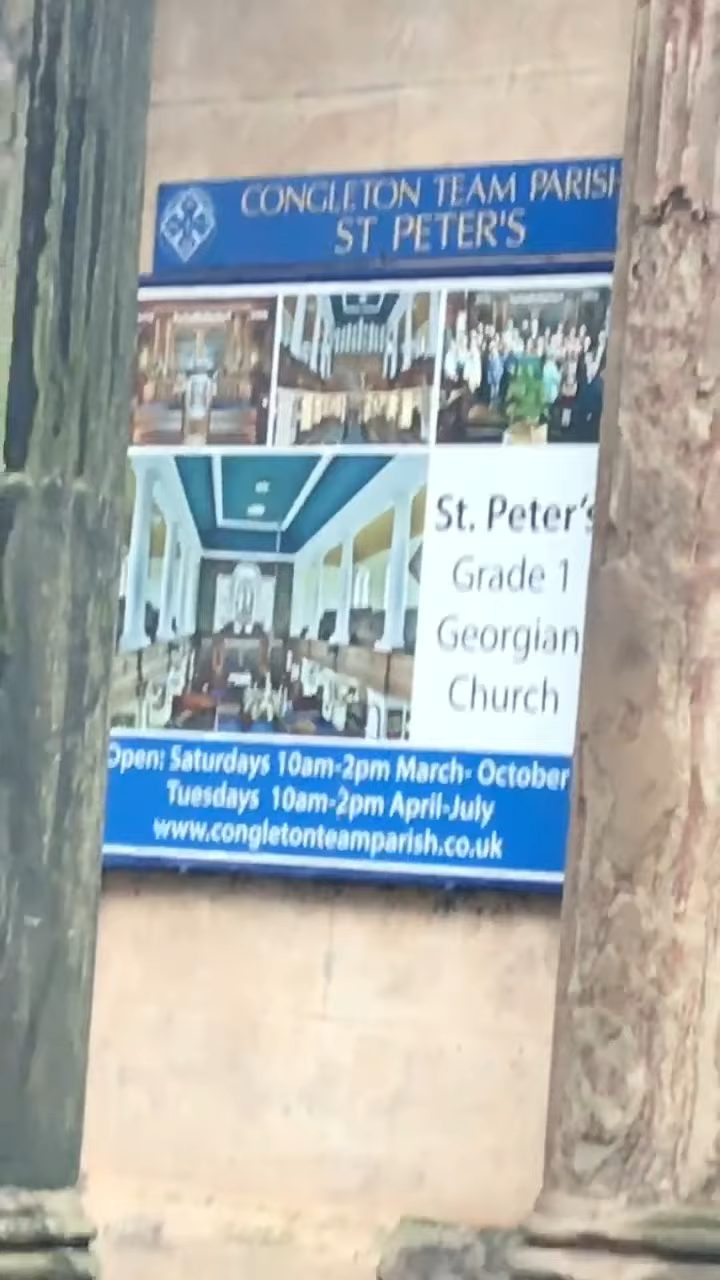 CONGLETON TEAM PARISH
ST PETER'S
St. Peter's
Grade 1
Georgian
Church
Open: Saturdays 10am-2pm March- October
Tuesdays 10am-2pm April-July
www.congletonteamparish.co.uk